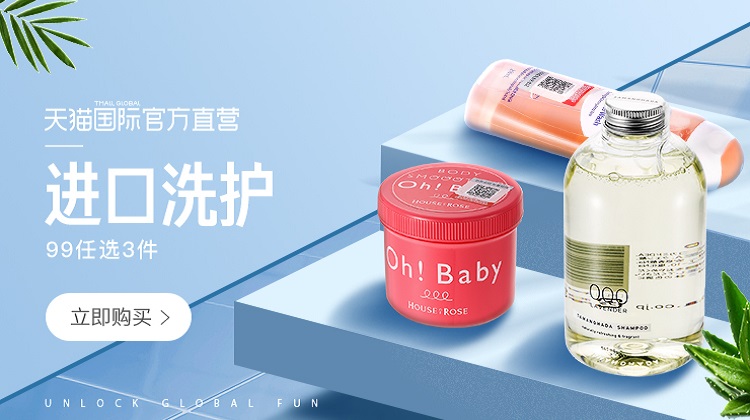 TMALL GLOBAL
天猫国际官方直营
进口洗护
99任选3件
立即购买 >
UNLOCK GLOBAL FUN
BODY
SMOOTH
Oh! Baby
HOUSE OF ROSE
Oh! Baby
HOUSE OF ROSE
LAVENDER
TAMANOHADA SHAMPOO